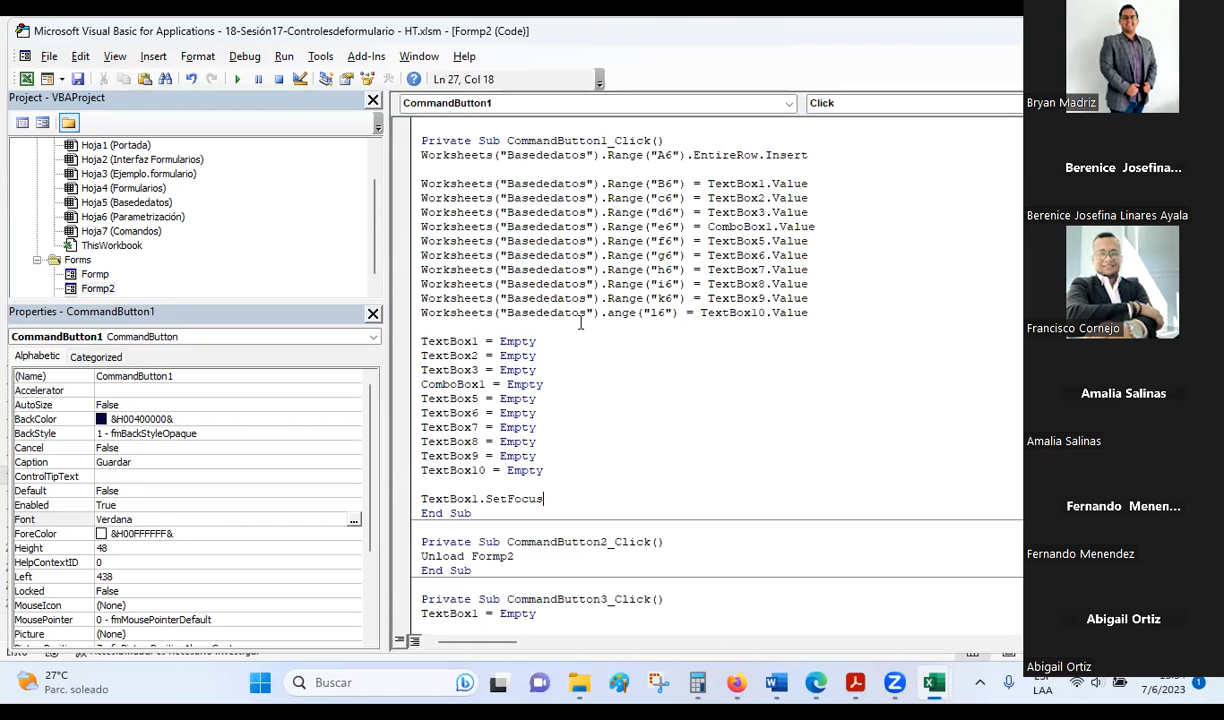 Microsoft Visual Basic for Applications - 18-Sesión17-Controlesdeformulario - HT.xlsm - [Formp2 (Code)]
File Edit View Insert Format Debug Run Tools Add-Ins Window Help
Ln 27, Col 18
Project - VBAProject
Hoja1 (Portada)
Hoja2 (Interfaz Formularios)
Hoja3 (Ejemplo.formulario)
Hoja4 (Formularios)
Hoja5 (Basededatos)
Hoja6 (Parametrización)
Hoja7 (Comandos)
ThisWorkbook
Forms
Formp
Formp2
Properties - CommandButton1
CommandButton1 CommandButton
Alphabetic Categorized
(Name) CommandButton1
Accelerator
AutoSize False
BackColor &H00400000&
BackStyle 1 - fmBackStyleOpaque
Cancel False
Caption Guardar
ControlTipText
Default False
Enabled True
Font Verdana ...
ForeColor &H00FFFFFF&
Height 48
HelpContextID 0
Left 438
Locked False
MouseIcon (None)
MousePointer 0 - fmMousePointerDefault
Picture (None)
CommandButton1 Click
Private Sub CommandButton1_Click()
Worksheets("Basededatos").Range("A6").EntireRow.Insert
Worksheets("Basededatos").Range("B6") = TextBox1.Value
Worksheets("Basededatos").Range("c6") = TextBox2.Value
Worksheets("Basededatos").Range("d6") = TextBox3.Value
Worksheets("Basededatos").Range("e6") = ComboBox1.Value
Worksheets("Basededatos").Range("f6") = TextBox5.Value
Worksheets("Basededatos").Range("g6") = TextBox6.Value
Worksheets("Basededatos").Range("h6") = TextBox7.Value
Worksheets("Basededatos").Range("i6") = TextBox8.Value
Worksheets("Basededatos").Range("k6") = TextBox9.Value
Worksheets("Basededatos").ange("l6") = TextBox10.Value
TextBox1 = Empty
TextBox2 = Empty
TextBox3 = Empty
ComboBox1 = Empty
TextBox5 = Empty
TextBox6 = Empty
TextBox7 = Empty
TextBox8 = Empty
TextBox9 = Empty
TextBox10 = Empty
TextBox1.SetFocus
End Sub
Private Sub CommandButton2_Click()
Unload Formp2
End Sub
Private Sub CommandButton3_Click()
TextBox1 = Empty
Bryan Madriz
Berenice Josefina...
Berenice Josefina Linares Ayala
Francisco Cornejo
Amalia Salinas
Amalia Salinas
Fernando Menen...
Fernando Menendez
Abigail Ortiz
Abigail Ortiz
27°C
Parc. soleado
Buscar
LAA
7/6/2023
1